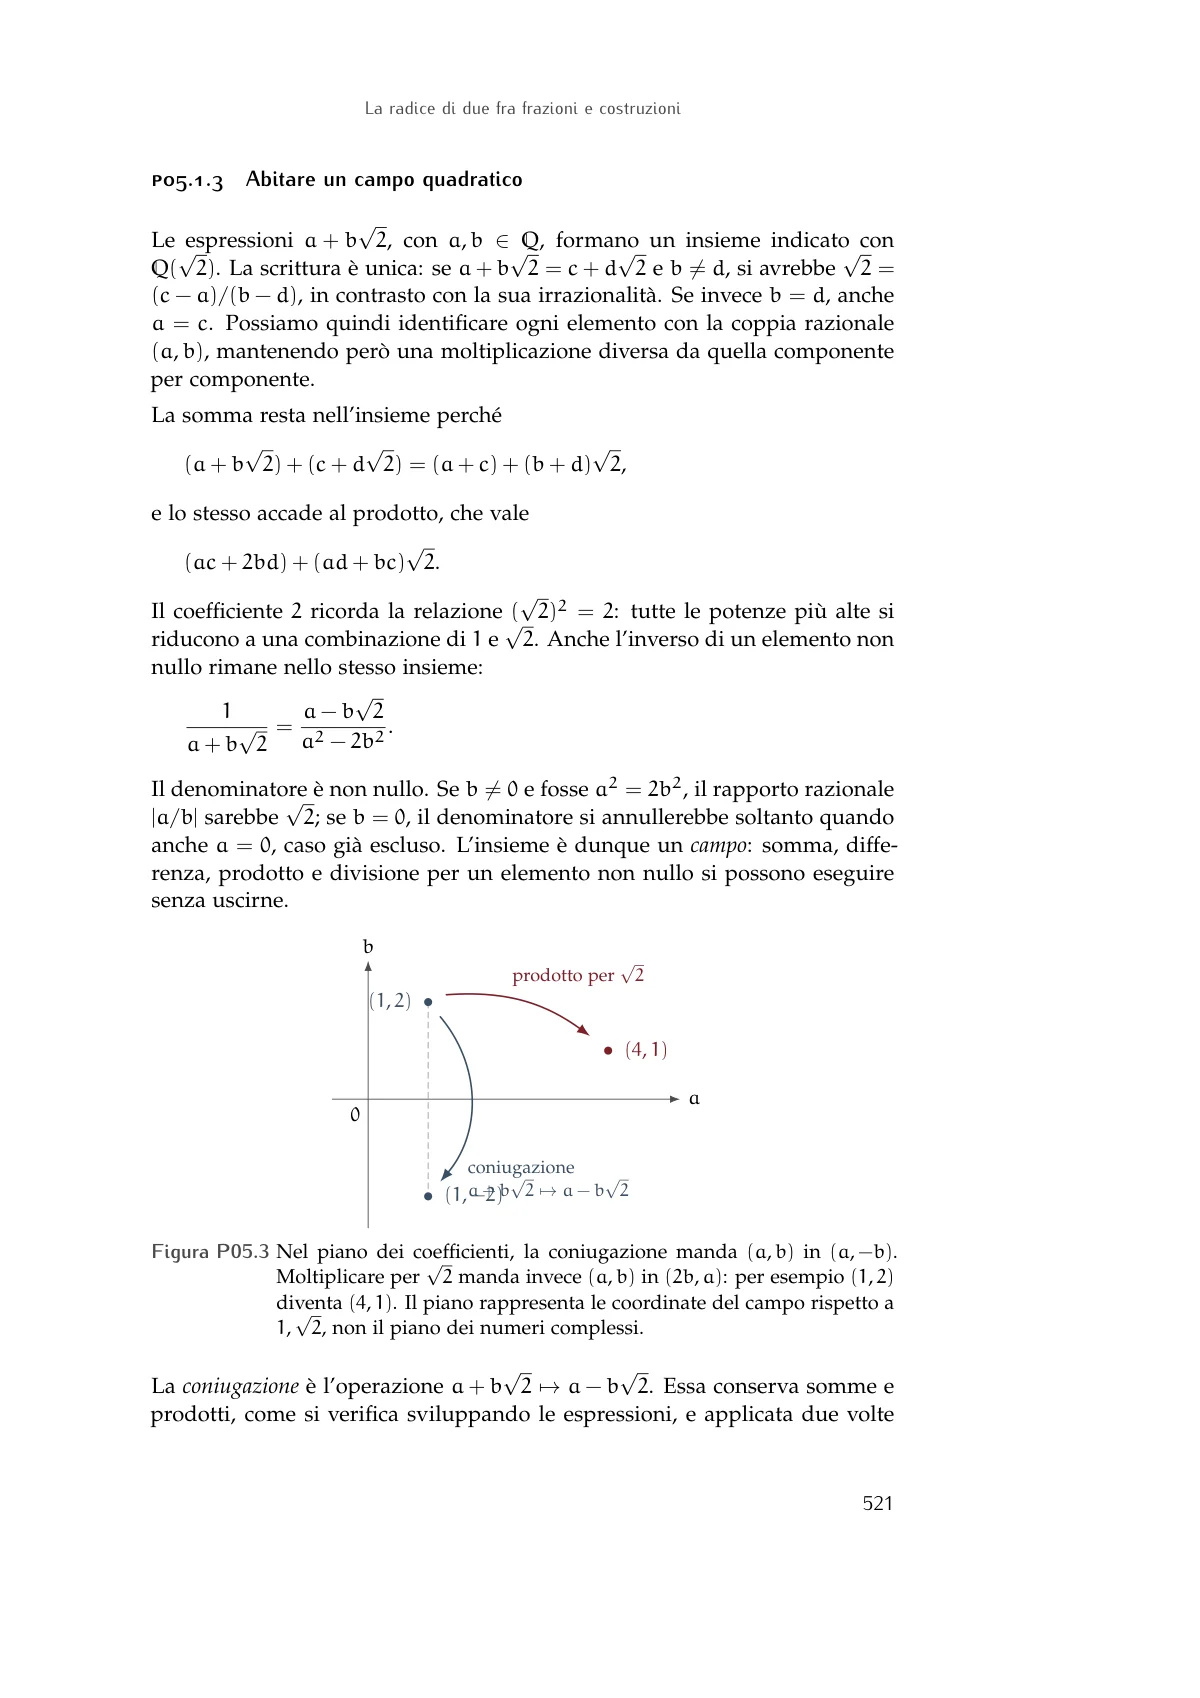 La radice di due fra frazioni e costruzioni
P05.1.3 Abitare un campo quadratico
Le espressioni a + b√2, con a, b ∈ ℚ, formano un insieme indicato con
ℚ(√2). La scrittura è unica: se a + b√2 = c + d√2 e b ≠ d, si avrebbe √2 =
(c − a)/(b − d), in contrasto con la sua irrazionalità. Se invece b = d, anche
a = c. Possiamo quindi identificare ogni elemento con la coppia razionale
(a, b), mantenendo però una moltiplicazione diversa da quella componente
per componente.
La somma resta nell'insieme perché
(a + b√2) + (c + d√2) = (a + c) + (b + d)√2,
e lo stesso accade al prodotto, che vale
(ac + 2bd) + (ad + bc)√2.
Il coefficiente 2 ricorda la relazione (√2)² = 2: tutte le potenze più alte si
riducono a una combinazione di 1 e √2. Anche l'inverso di un elemento non
nullo rimane nello stesso insieme:
1/(a + b√2) = (a − b√2)/(a² − 2b²).
Il denominatore è non nullo. Se b ≠ 0 e fosse a² = 2b², il rapporto razionale
|a/b| sarebbe √2; se b = 0, il denominatore si annullerebbe soltanto quando
anche a = 0, caso già escluso. L'insieme è dunque un campo: somma, diffe-
renza, prodotto e divisione per un elemento non nullo si possono eseguire
senza uscirne.
b
prodotto per √2
(1, 2)
(4, 1)
a
0
coniugazione
(1, −2)
a + b√2 ↦ a − b√2
Figura P05.3 Nel piano dei coefficienti, la coniugazione manda (a, b) in (a, −b).
Moltiplicare per √2 manda invece (a, b) in (2b, a): per esempio (1, 2)
diventa (4, 1). Il piano rappresenta le coordinate del campo rispetto a
1, √2, non il piano dei numeri complessi.
La coniugazione è l'operazione a + b√2 ↦ a − b√2. Essa conserva somme e
prodotti, come si verifica sviluppando le espressioni, e applicata due volte
521